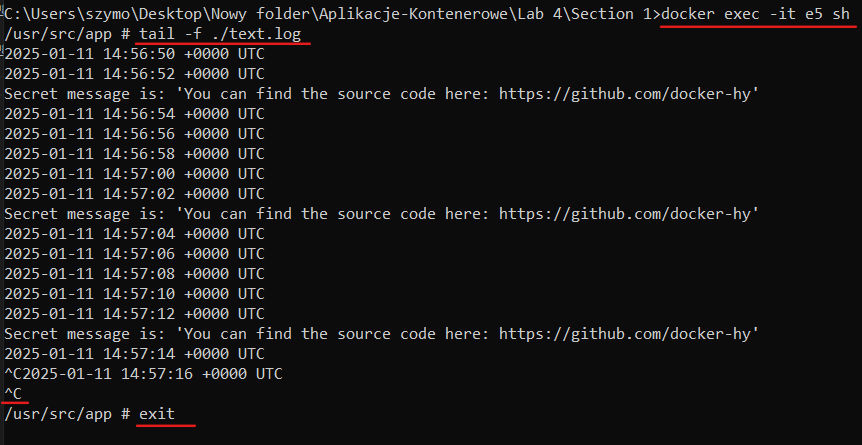 C:\Users\szymo\Desktop\Nowy folder\Aplikacje-Kontenerowe\Lab 4\Section 1>docker exec -it e5 sh
/usr/src/app # tail -f ./text.log
2025-01-11 14:56:50 +0000 UTC
2025-01-11 14:56:52 +0000 UTC
Secret message is: 'You can find the source code here: https://github.com/docker-hy'
2025-01-11 14:56:54 +0000 UTC
2025-01-11 14:56:56 +0000 UTC
2025-01-11 14:56:58 +0000 UTC
2025-01-11 14:57:00 +0000 UTC
2025-01-11 14:57:02 +0000 UTC
Secret message is: 'You can find the source code here: https://github.com/docker-hy'
2025-01-11 14:57:04 +0000 UTC
2025-01-11 14:57:06 +0000 UTC
2025-01-11 14:57:08 +0000 UTC
2025-01-11 14:57:10 +0000 UTC
2025-01-11 14:57:12 +0000 UTC
Secret message is: 'You can find the source code here: https://github.com/docker-hy'
2025-01-11 14:57:14 +0000 UTC
^C2025-01-11 14:57:16 +0000 UTC
^C
/usr/src/app # exit